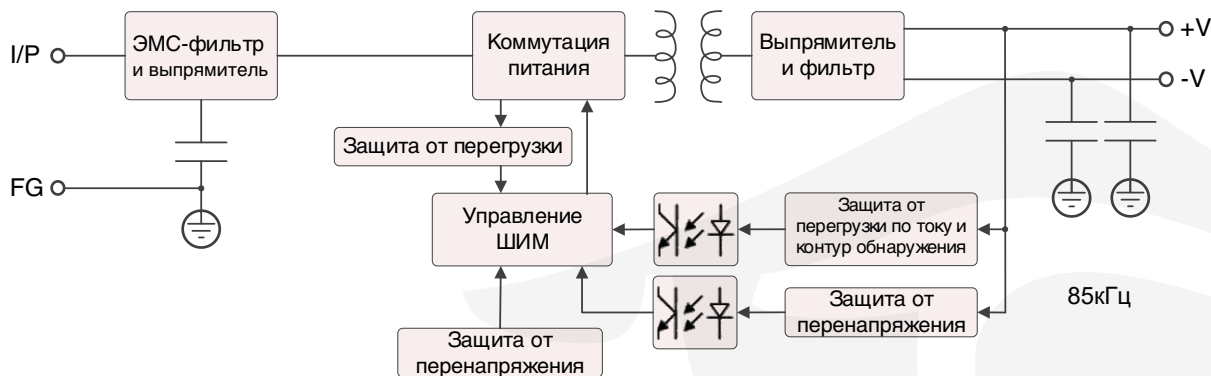 I/P
ЭМС-фильтр
и выпрямитель
Коммутация
питания
Выпрямитель
и фильтр
+V
-V
Защита от перегрузки
FG
Управление
ШИМ
Защита от
перегрузки по току и
контур обнаружения
Защита от
перенапряжения
85кГц
Защита от
перенапряжения